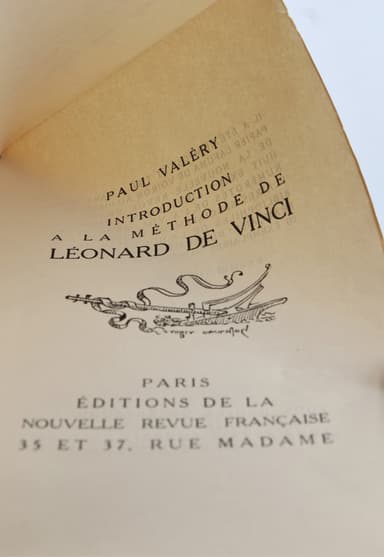 PAUL VALÉRY
INTRODUCTION
A LA MÉTHODE DE
LÉONARD DE VINCI
PARIS
ÉDITIONS DE LA
NOUVELLE REVUE FRANÇAISE
35 ET 37, RUE MADAME